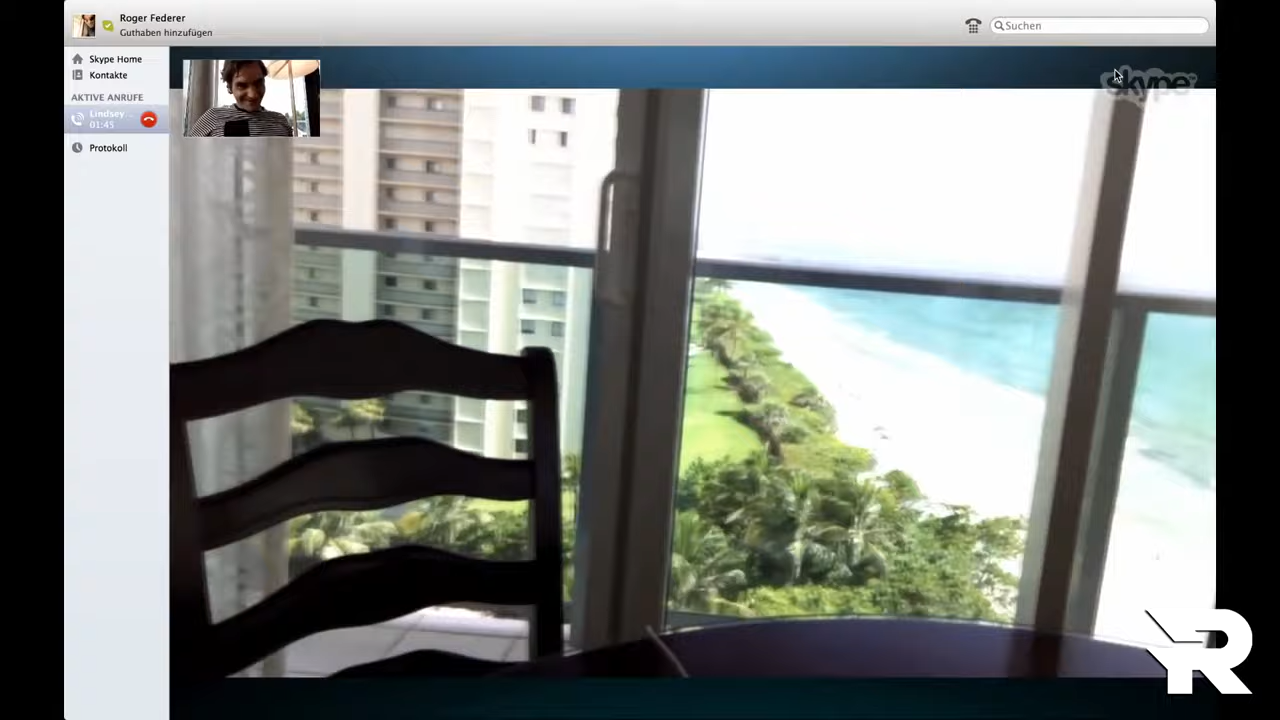 Roger Federer
Guthaben hinzufügen
Suchen
Skype Home
Kontakte
AKTIVE ANRUFE
Lindsey...
01:45
Protokoll
skype
R